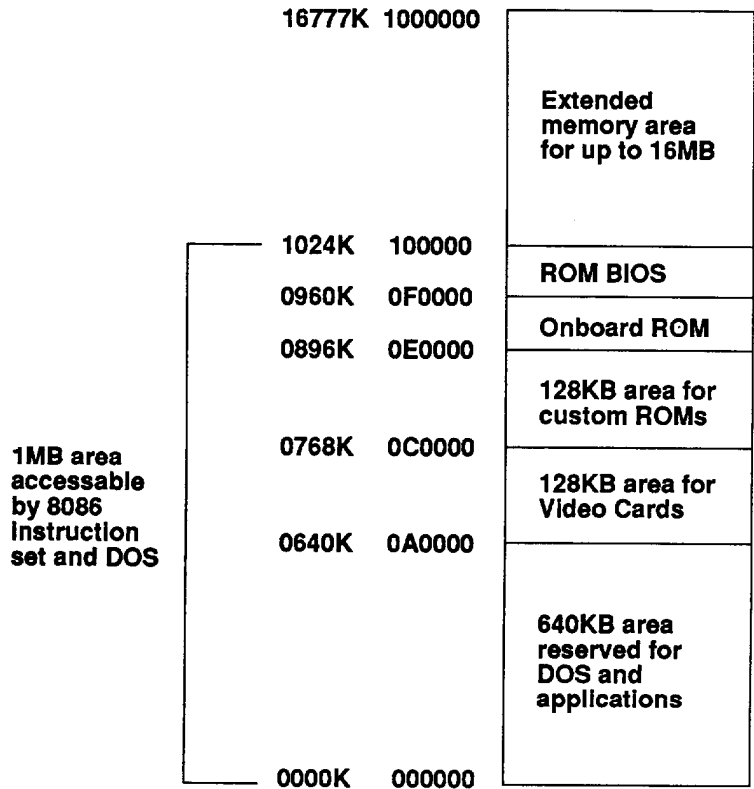 16777K 1000000
Extended
memory area
for up to 16MB
1024K 100000
ROM BIOS
0960K 0F0000
Onboard ROM
0896K 0E0000
128KB area for
custom ROMs
0768K 0C0000
1MB area
accessable
by 8086
Instruction
set and DOS
128KB area for
Video Cards
0640K 0A0000
640KB area
reserved for
DOS and
applications
0000K 000000